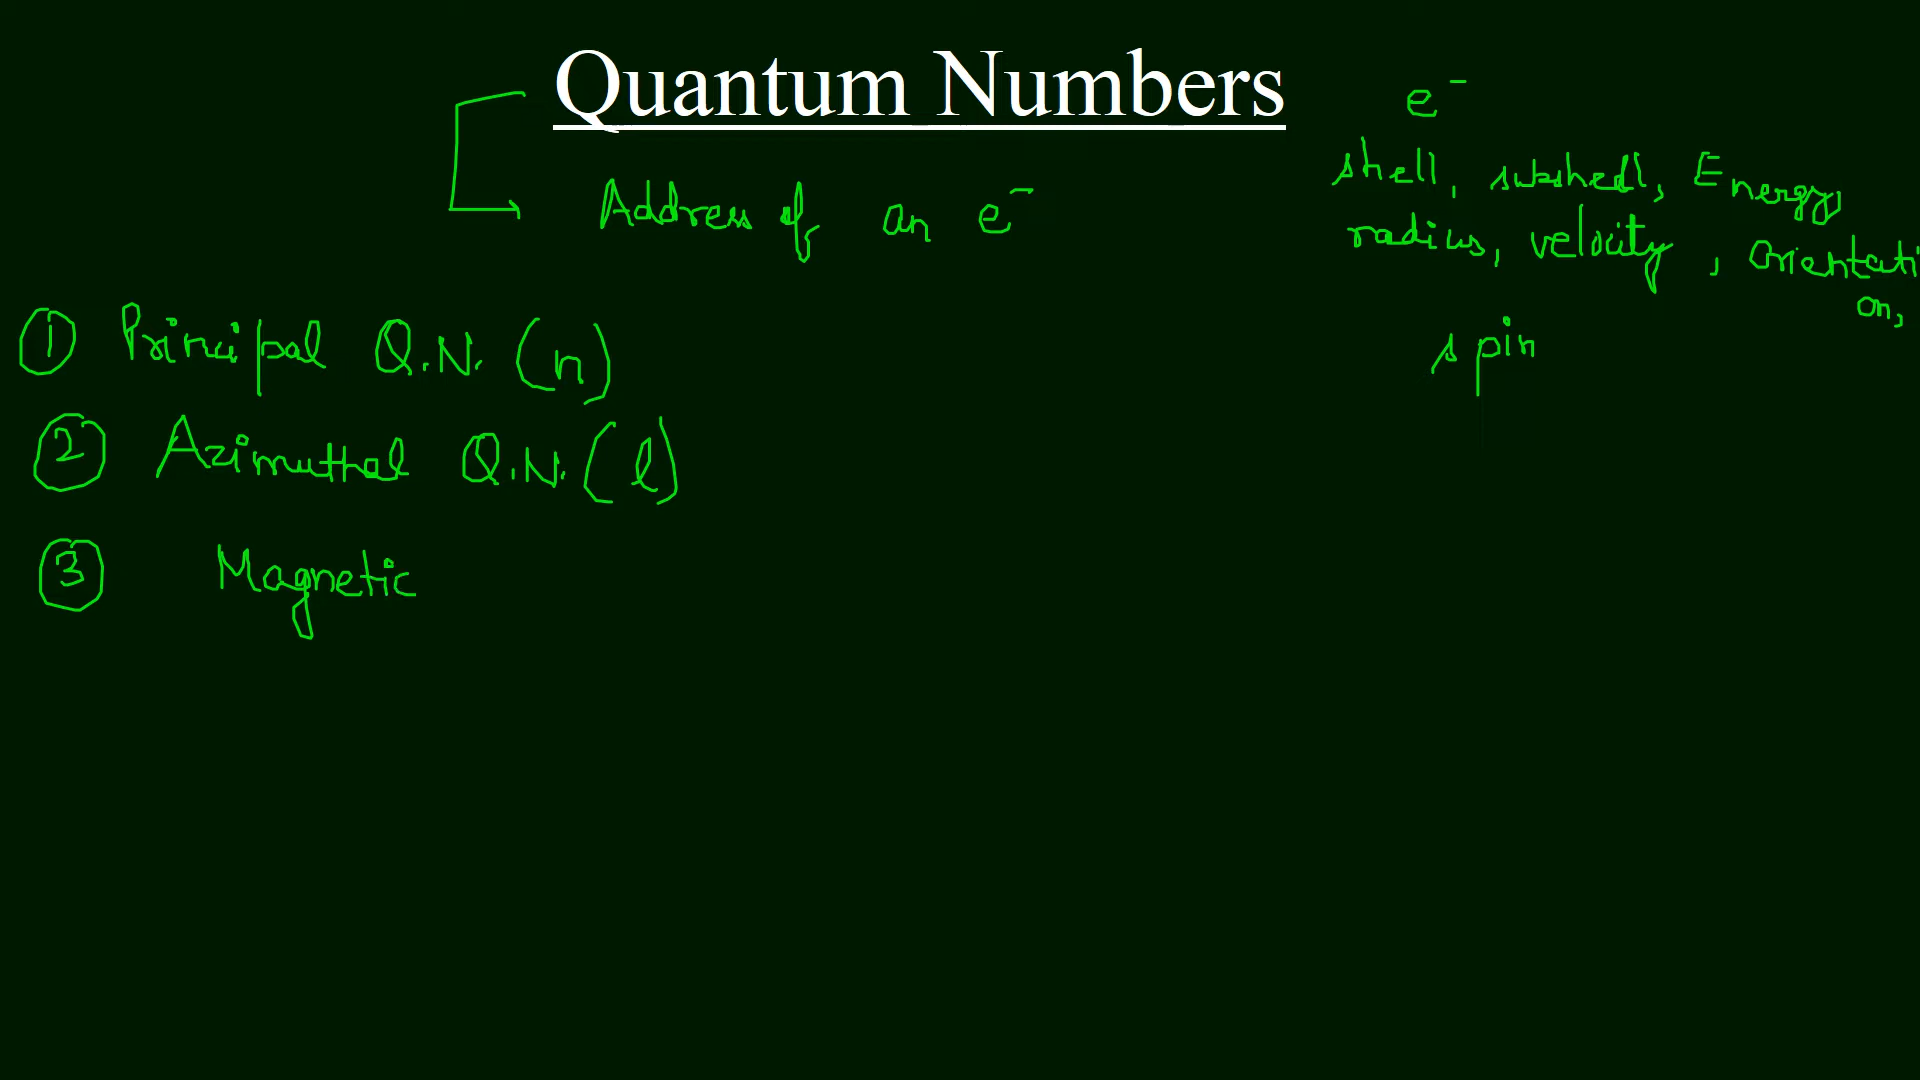 Quantum Numbers
Address of an e⁻
① Principal Q.N. (n)
② Azimuthal Q.N. (l)
③ Magnetic
e⁻
shell, subshell, Energy,
radius, velocity, orientati
on,
spin